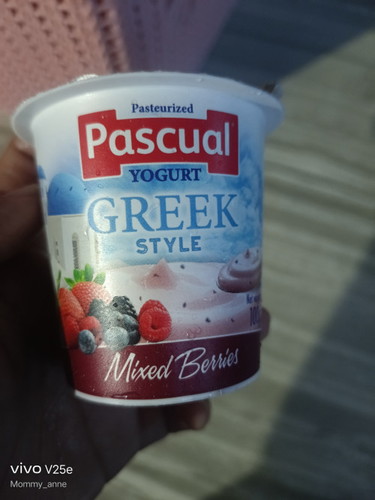 Pasteurized
Pascual
YOGURT
GREEK
STYLE
Mixed Berries
vivo V25e
Mommy_anne